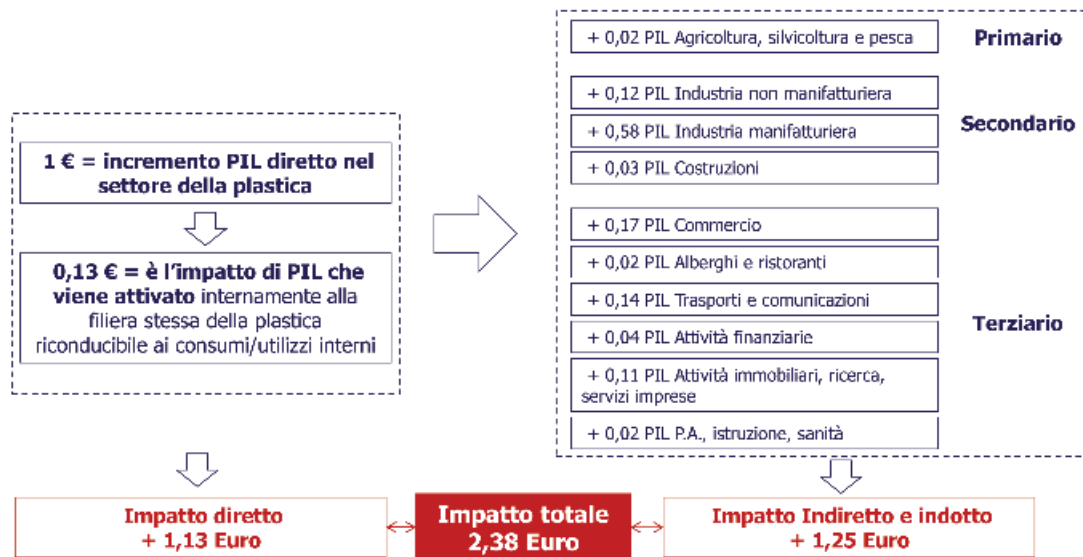 1 € = incremento PIL diretto nel
settore della plastica
0,13 € = è l'impatto di PIL che
viene attivato internamente alla
filiera stessa della plastica
riconducibile ai consumi/utilizzi interni
+ 0,02 PIL Agricoltura, silvicoltura e pesca
Primario
+ 0,12 PIL Industria non manifatturiera
+ 0,58 PIL Industria manifatturiera
Secondario
+ 0,03 PIL Costruzioni
+ 0,17 PIL Commercio
+ 0,02 PIL Alberghi e ristoranti
+ 0,14 PIL Trasporti e comunicazioni
Terziario
+ 0,04 PIL Attività finanziarie
+ 0,11 PIL Attività immobiliari, ricerca,
servizi imprese
+ 0,02 PIL P.A., istruzione, sanità
Impatto diretto
+ 1,13 Euro
Impatto totale
2,38 Euro
Impatto Indiretto e indotto
+ 1,25 Euro